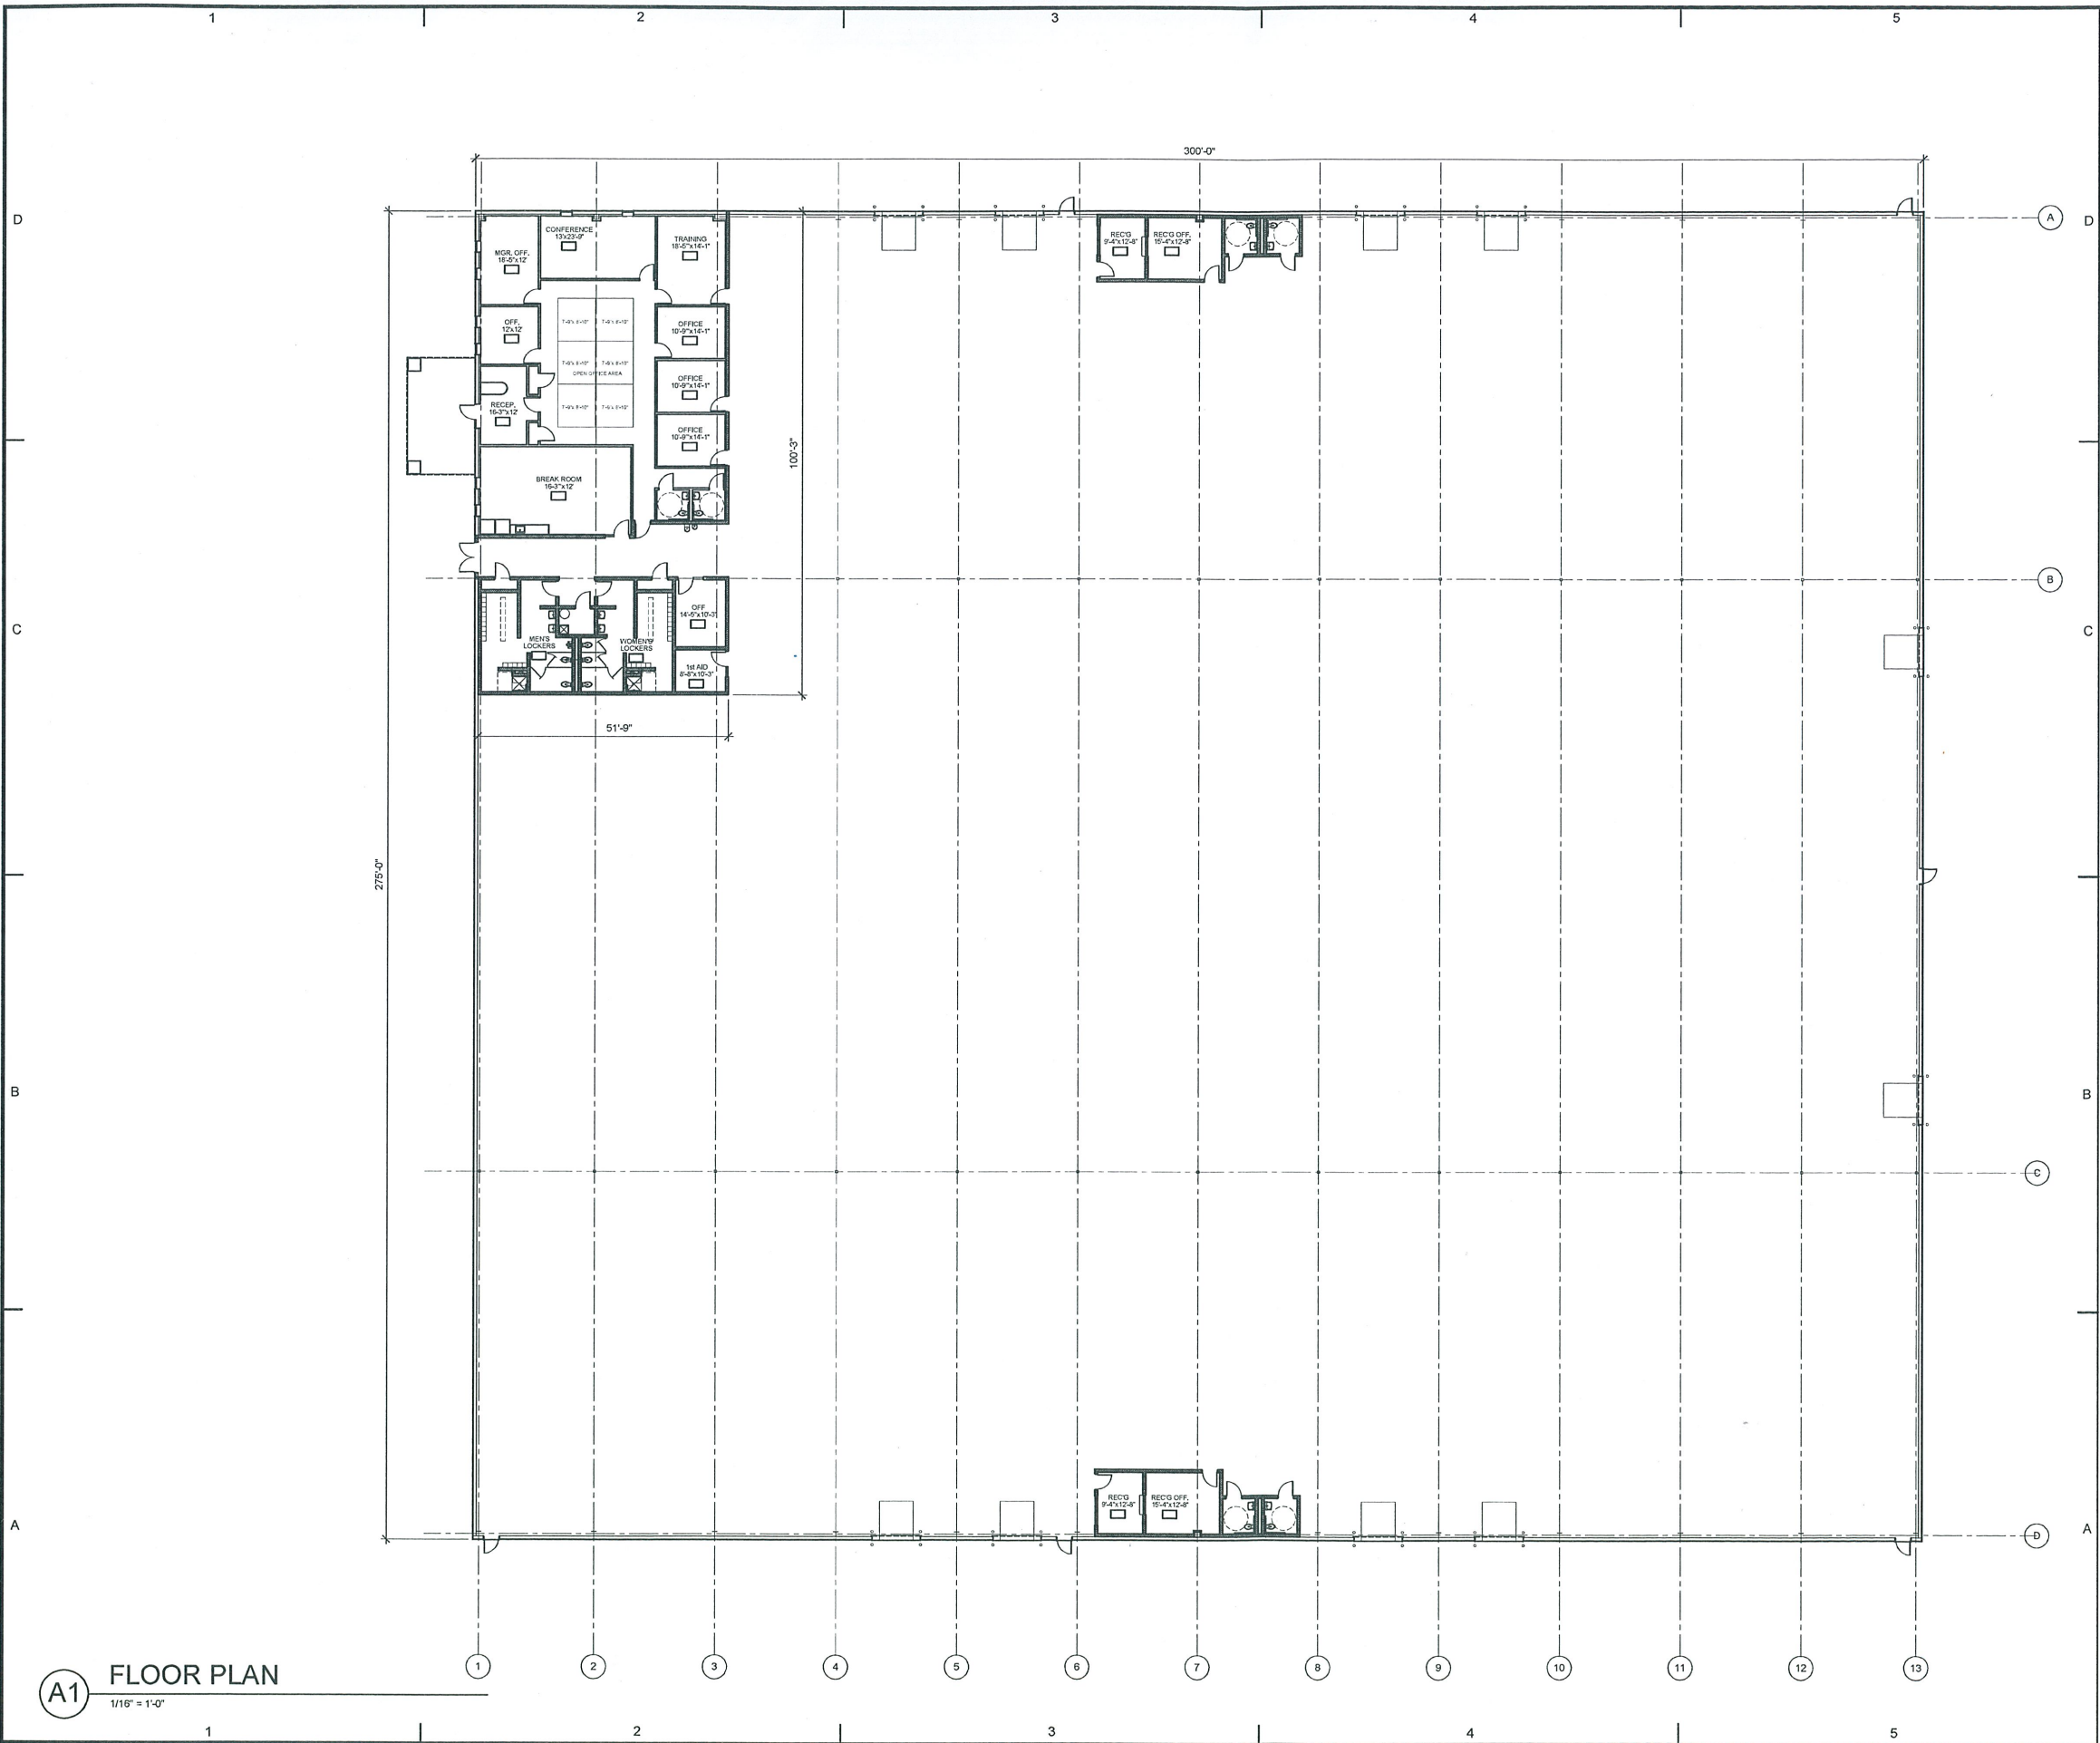 1 2 3 4 5
300'-0"
D
A
D
CONFERENCE
13'x23'-9"
MGR. OFF.
18'-5"x12'
TRAINING
18'-5"x14'-1"
REC'G
9'-4"x12'-8"
REC'G OFF.
15'-4"x12'-8"
OFF.
12'x12'
OFFICE
10'-9"x14'-1"
OPEN OFFICE AREA
OFFICE
10'-9"x14'-1"
RECEP.
16'-3"x12'
OFFICE
10'-9"x14'-1"
100'-3"
BREAK ROOM
16'-3"x12'
B
C
C
OFF
14'-5"x10'-3"
MEN'S
LOCKERS
WOMEN'S
LOCKERS
1st AID
8'-8"x10'-3"
51'-9"
275'-0"
B
B
C
REC'G
9'-4"x12'-8"
REC'G OFF.
15'-4"x12'-8"
A
A
D
1 2 3 4 5 6 7 8 9 10 11 12 13
A1
FLOOR PLAN
1/16" = 1'-0"
1 2 3 4 5